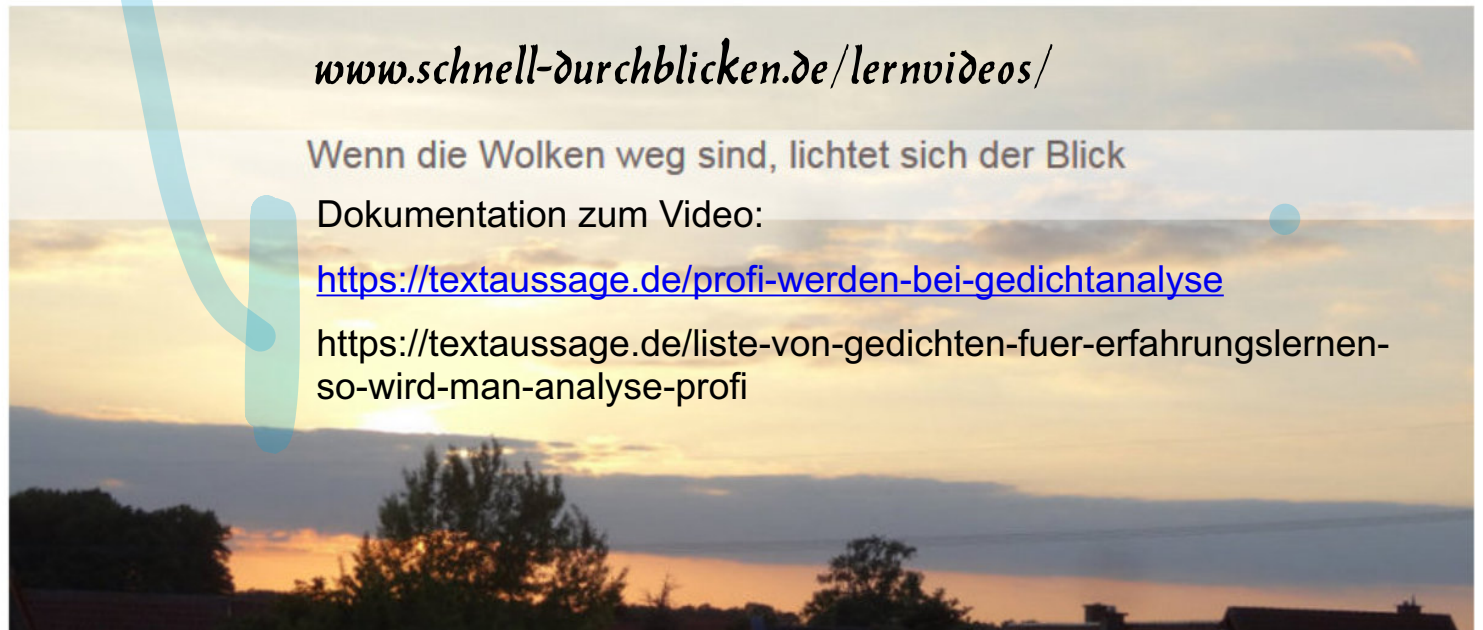 www.schnell-durchblicken.de/lernvideos/
Wenn die Wolken weg sind, lichtet sich der Blick
Dokumentation zum Video:
https://textaussage.de/profi-werden-bei-gedichtanalyse
https://textaussage.de/liste-von-gedichten-fuer-erfahrungslernen-
so-wird-man-analyse-profi